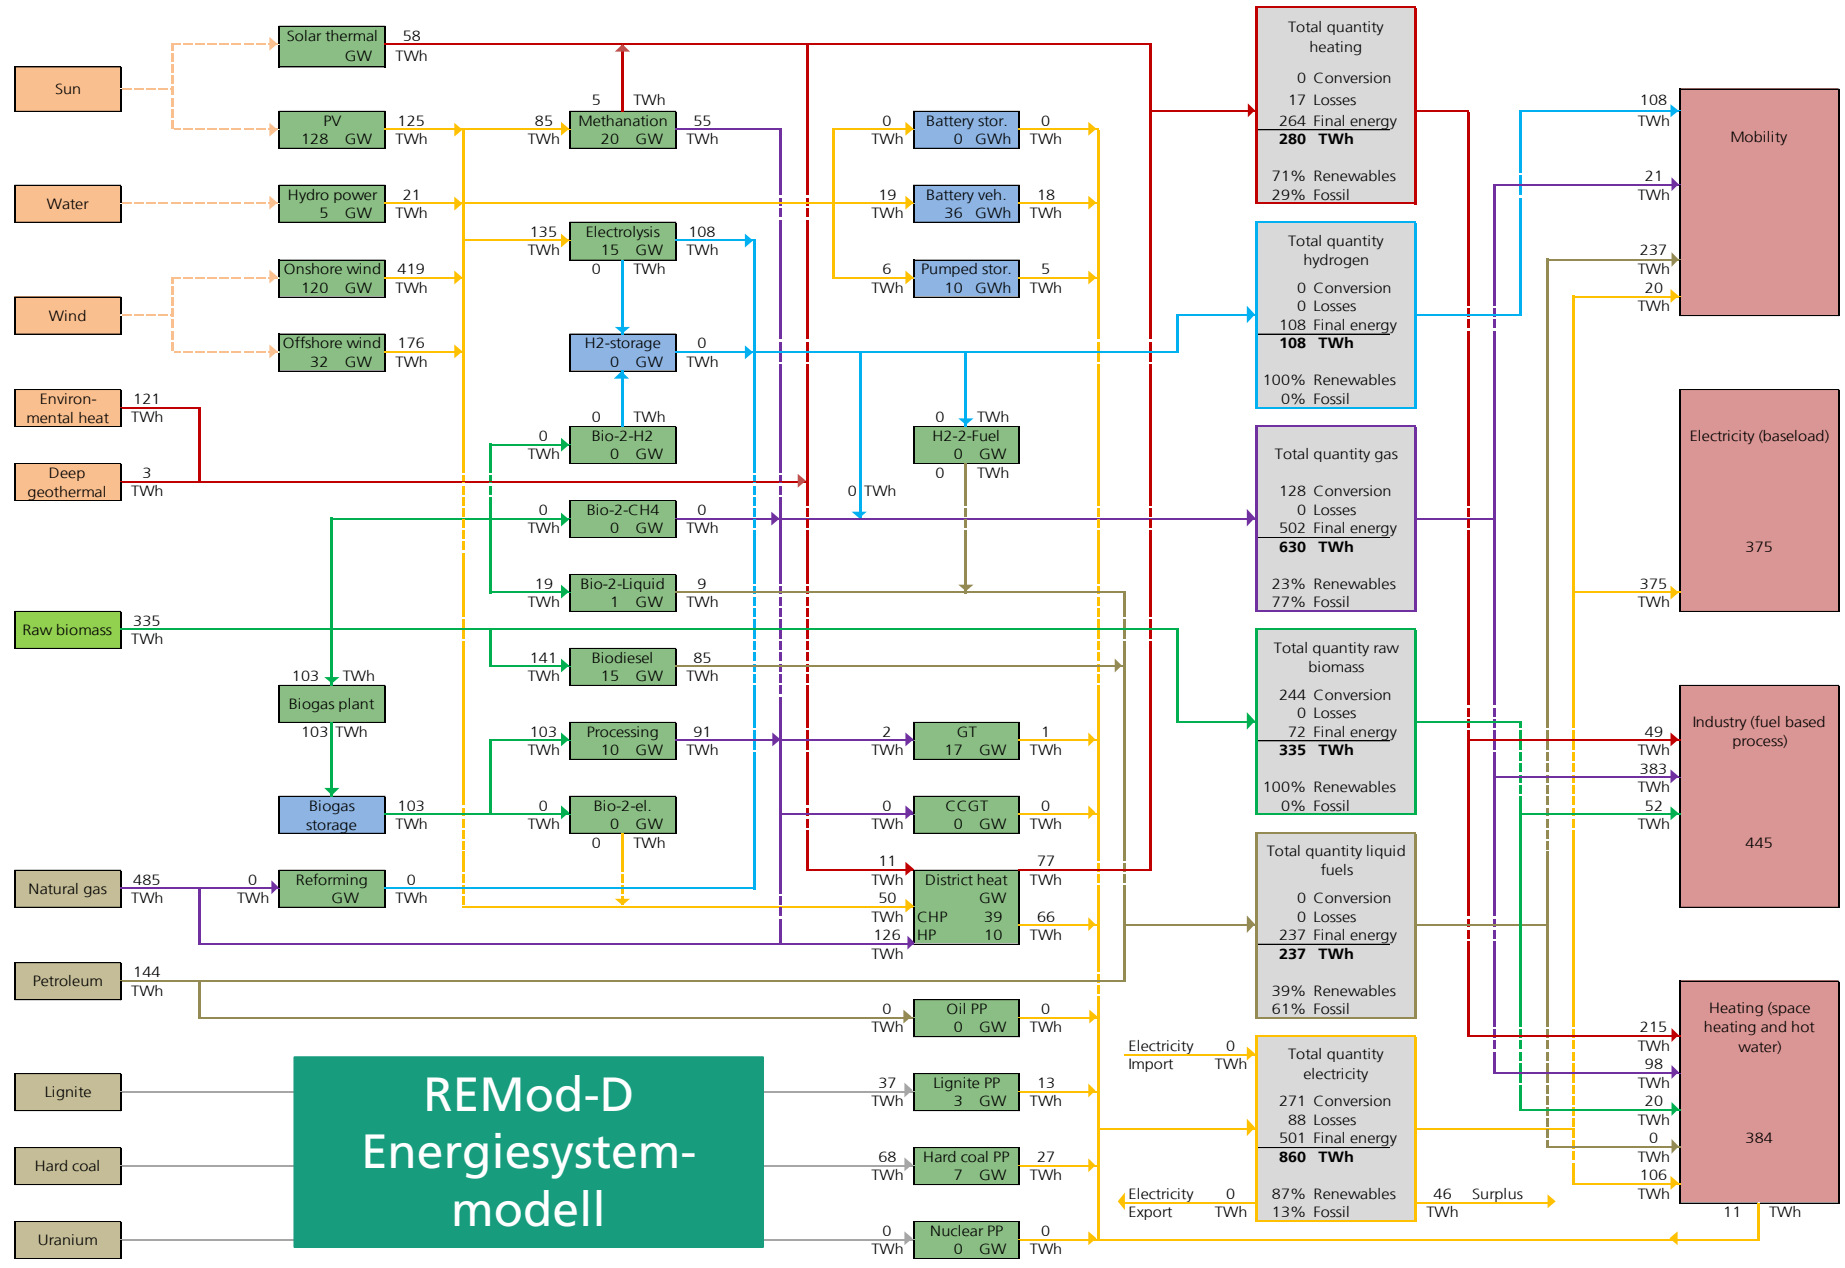 Solar thermal
GW
58
TWh
Sun
PV
128 GW
125
TWh
85
TWh
5 TWh
Methanation
20 GW
55
TWh
0
TWh
Battery stor.
0 GWh
0
TWh
Water
Hydro power
5 GW
21
TWh
19
TWh
Battery veh.
36 GWh
18
TWh
135
TWh
Electrolysis
15 GW
108
TWh
0 TWh
6
TWh
Pumped stor.
10 GWh
5
TWh
Wind
Onshore wind
120 GW
419
TWh
Offshore wind
32 GW
176
TWh
H2-storage
0 GW
0
TWh
Environ-
mental heat
121
TWh
Deep
geothermal
3
TWh
0 TWh
0
TWh
Bio-2-H2
0 GW
0 TWh
H2-2-Fuel
0 GW
0 TWh
0 TWh
0
TWh
Bio-2-CH4
0 GW
0
TWh
19
TWh
Bio-2-Liquid
1 GW
9
TWh
Raw biomass
335
TWh
141
TWh
Biodiesel
15 GW
85
TWh
103 TWh
Biogas plant
103 TWh
Biogas
storage
103
TWh
103
TWh
Processing
10 GW
91
TWh
0
TWh
Bio-2-el.
0 GW
0 TWh
2
TWh
GT
17 GW
1
TWh
0
TWh
CCGT
0 GW
0
TWh
Natural gas
485
TWh
0
TWh
Reforming
GW
0
TWh
11
TWh
50
TWh
126
TWh
District heat
GW
CHP 39
HP 10
77
TWh
66
TWh
Petroleum
144
TWh
0
TWh
Oil PP
0 GW
0
TWh
Lignite
37
TWh
Lignite PP
3 GW
13
TWh
Hard coal
68
TWh
Hard coal PP
7 GW
27
TWh
Uranium
0
TWh
Nuclear PP
0 GW
0
TWh
REMod-D
Energiesystem-
modell
Total quantity
heating
0 Conversion
17 Losses
264 Final energy
280 TWh
71% Renewables
29% Fossil
Total quantity
hydrogen
0 Conversion
0 Losses
108 Final energy
108 TWh
100% Renewables
0% Fossil
Total quantity gas
128 Conversion
0 Losses
502 Final energy
630 TWh
23% Renewables
77% Fossil
Total quantity raw
biomass
244 Conversion
0 Losses
72 Final energy
335 TWh
100% Renewables
0% Fossil
Total quantity liquid
fuels
0 Conversion
0 Losses
237 Final energy
237 TWh
39% Renewables
61% Fossil
Electricity
Import
0
TWh
Total quantity
electricity
271 Conversion
88 Losses
501 Final energy
860 TWh
87% Renewables
13% Fossil
Electricity
Export
0
TWh
46 Surplus
TWh
108
TWh
21
TWh
237
TWh
20
TWh
Mobility
375
TWh
Electricity (baseload)
375
49
TWh
383
TWh
52
TWh
Industry (fuel based
process)
445
215
TWh
98
TWh
20
TWh
0
TWh
106
TWh
Heating (space
heating and hot
water)
384
11 TWh